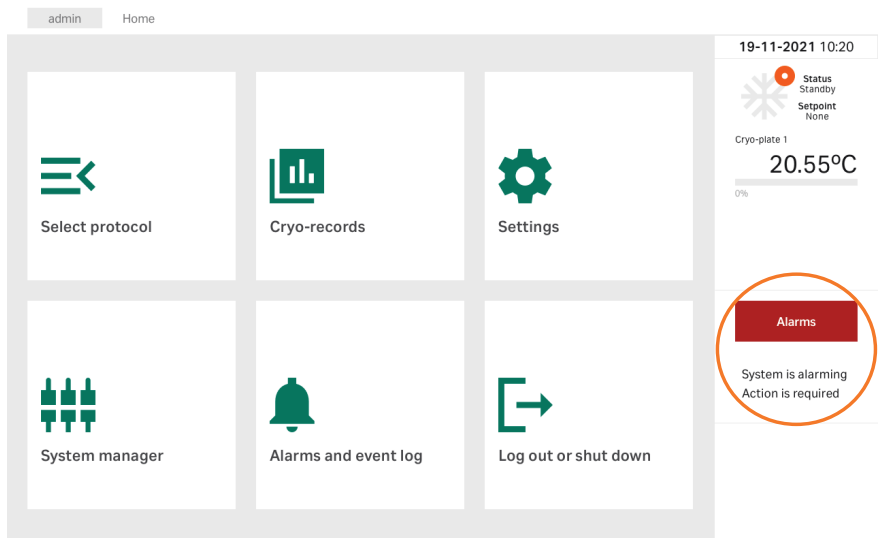 admin Home
19-11-2021 10:20
Status
Standby
Setpoint
None
Cryo-plate 1
20.55ºC
0%
Select protocol
Cryo-records
Settings
Alarms
System is alarming
Action is required
System manager
Alarms and event log
Log out or shut down